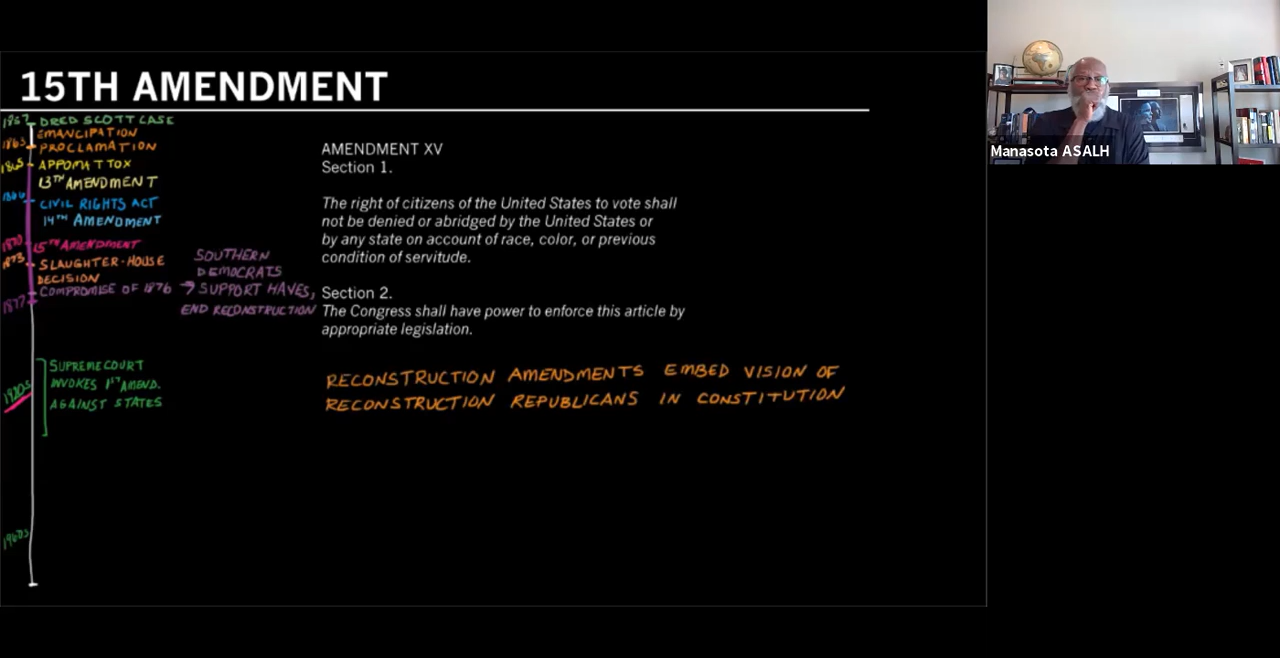 15TH AMENDMENT
1857 DRED SCOTT CASE
EMANCIPATION
1863 PROCLAMATION
1865 APPOMATTOX
13TH AMENDMENT
1866 CIVIL RIGHTS ACT
14TH AMENDMENT
1870 15TH AMENDMENT
1873 SLAUGHTER-HOUSE
DECISION
COMPROMISE OF 1876
1877
SOUTHERN
DEMOCRATS
→ SUPPORT HAYES,
END RECONSTRUCTION
SUPREME COURT
1920s INVOKES 1ST AMEND.
AGAINST STATES
1960s
AMENDMENT XV
Section 1.
The right of citizens of the United States to vote shall
not be denied or abridged by the United States or
by any state on account of race, color, or previous
condition of servitude.
Section 2.
The Congress shall have power to enforce this article by
appropriate legislation.
RECONSTRUCTION AMENDMENTS EMBED VISION OF
RECONSTRUCTION REPUBLICANS IN CONSTITUTION
Manasota ASALH